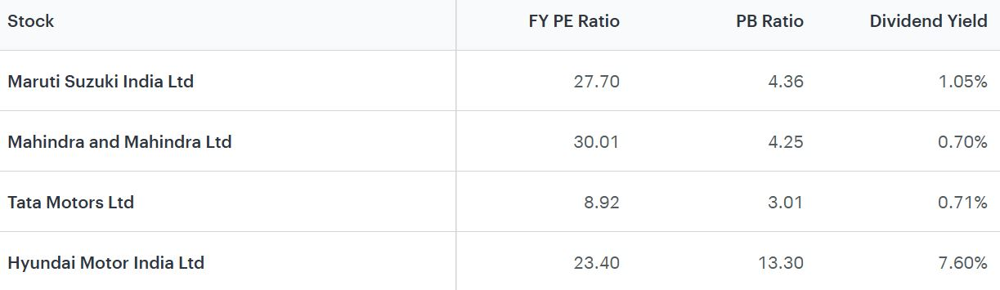 Stock FY PE Ratio PB Ratio Dividend Yield
Maruti Suzuki India Ltd 27.70 4.36 1.05%
Mahindra and Mahindra Ltd 30.01 4.25 0.70%
Tata Motors Ltd 8.92 3.01 0.71%
Hyundai Motor India Ltd 23.40 13.30 7.60%